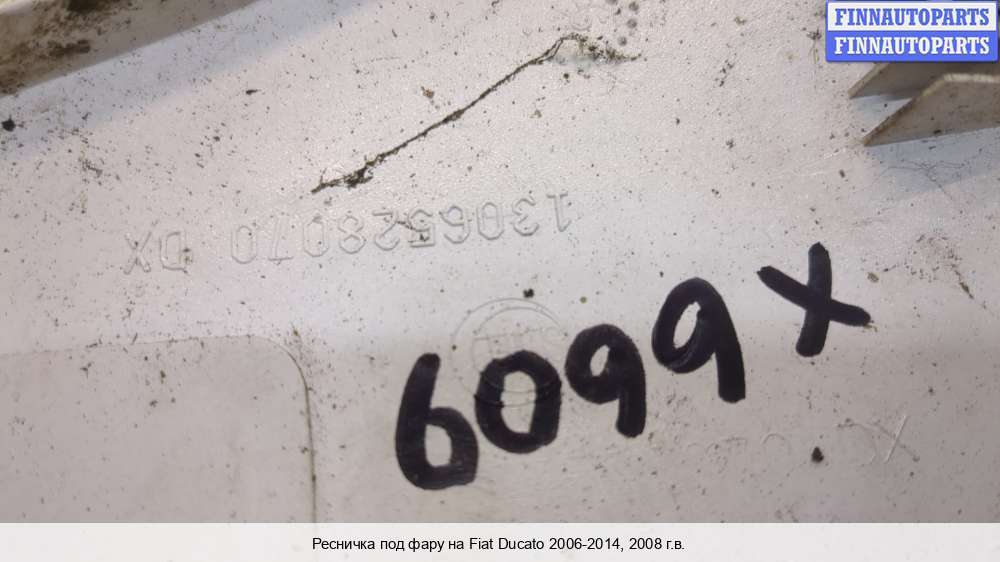 FINNAUTOPARTS
FINNAUTOPARTS
1306528070 DX
6099X
Ресничка под фару на Fiat Ducato 2006-2014, 2008 г.в.